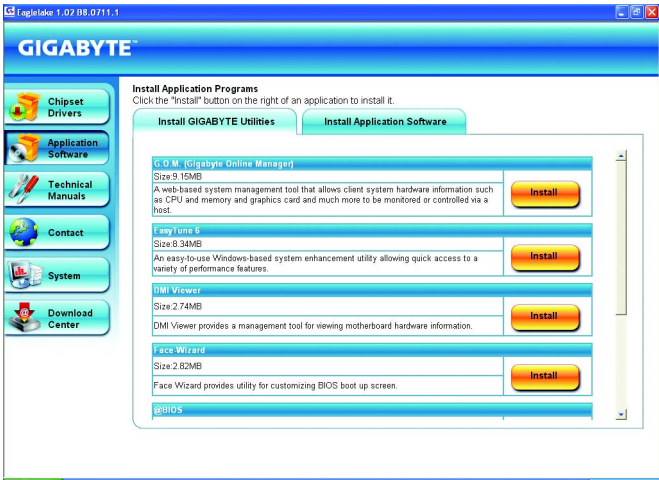 Eaglelake 1.02 B8.0711.1
GIGABYTE™
Chipset
Drivers
Application
Software
Technical
Manuals
Contact
System
Download
Center
Install Application Programs
Click the "Install" button on the right of an application to install it.
Install GIGABYTE Utilities
Install Application Software
G.O.M. (Gigabyte Online Manager)
Size:9.15MB
A web-based system management tool that allows client system hardware information such
as CPU and memory and graphics card and much more to be monitored or controlled via a
host.
Install
EasyTune 6
Size:8.34MB
An easy-to-use Windows-based system enhancement utility allowing quick access to a
variety of performance features.
Install
DMI Viewer
Size:2.74MB
DMI Viewer provides a management tool for viewing motherboard hardware information.
Install
Face-Wizard
Size:2.82MB
Face Wizard provides utility for customizing BIOS boot up screen.
Install
@BIOS